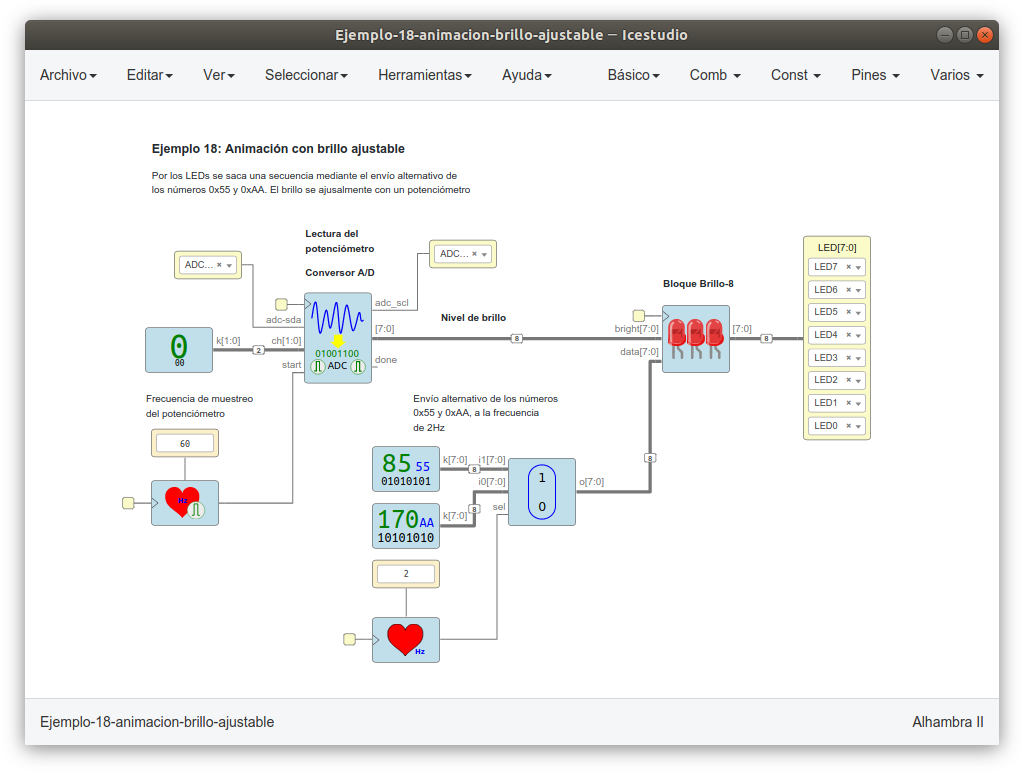 Ejemplo-18-animacion-brillo-ajustable — Icestudio
Archivo Editar Ver Seleccionar Herramientas Ayuda Básico Comb Const Pines Varios
Ejemplo 18: Animación con brillo ajustable
Por los LEDs se saca una secuencia mediante el envío alternativo de
los números 0x55 y 0xAA. El brillo se ajusalmente con un potenciómetro
Lectura del
potenciómetro
Conversor A/D
ADC...
ADC...
adc-sda
ch[1:0]
start
adc_scl
[7:0]
done
01001100
ADC
0
00
k[1:0]
2
Nivel de brillo
8
Bloque Brillo-8
bright[7:0]
data[7:0]
[7:0]
8
LED[7:0]
LED7
LED6
LED5
LED4
LED3
LED2
LED1
LED0
Frecuencia de muestreo
del potenciómetro
60
Hz
Envío alternativo de los números
0x55 y 0xAA, a la frecuencia
de 2Hz
85 55
01010101
k[7:0]
8
i1[7:0]
i0[7:0]
sel
1
0
o[7:0]
8
170 AA
10101010
k[7:0]
8
2
Hz
Ejemplo-18-animacion-brillo-ajustable
Alhambra II